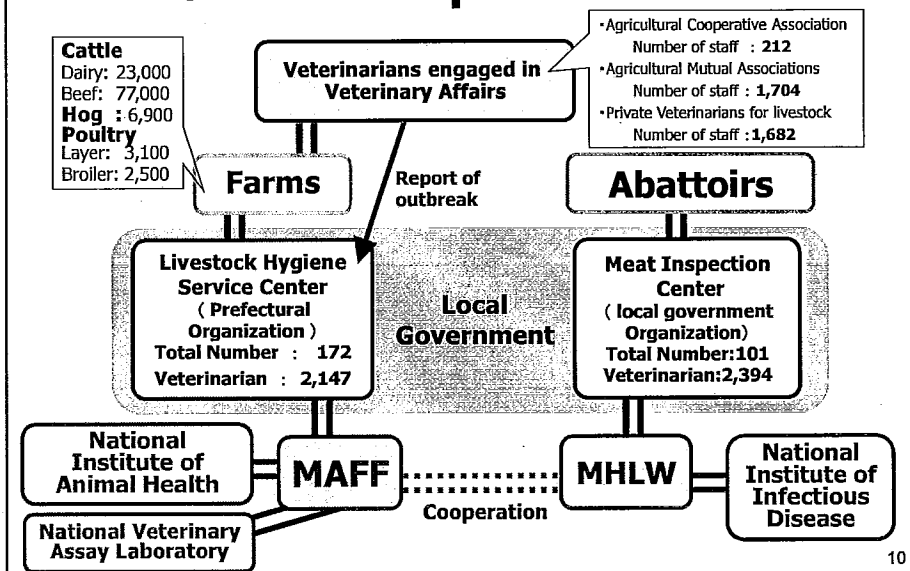 Cattle
Dairy: 23,000
Beef: 77,000
Hog : 6,900
Poultry
Layer: 3,100
Broiler: 2,500
Veterinarians engaged in
Veterinary Affairs
・Agricultural Cooperative Association
Number of staff : 212
・Agricultural Mutual Associations
Number of staff : 1,704
・Private Veterinarians for livestock
Number of staff :1,682
Farms
Report of
outbreak
Abattoirs
Livestock Hygiene
Service Center
( Prefectural
Organization )
Total Number : 172
Veterinarian : 2,147
Local
Government
Meat Inspection
Center
( local government
Organization)
Total Number:101
Veterinarian:2,394
National
Institute of
Animal Health
MAFF
Cooperation
MHLW
National
Institute of
Infectious
Disease
National Veterinary
Assay Laboratory
10